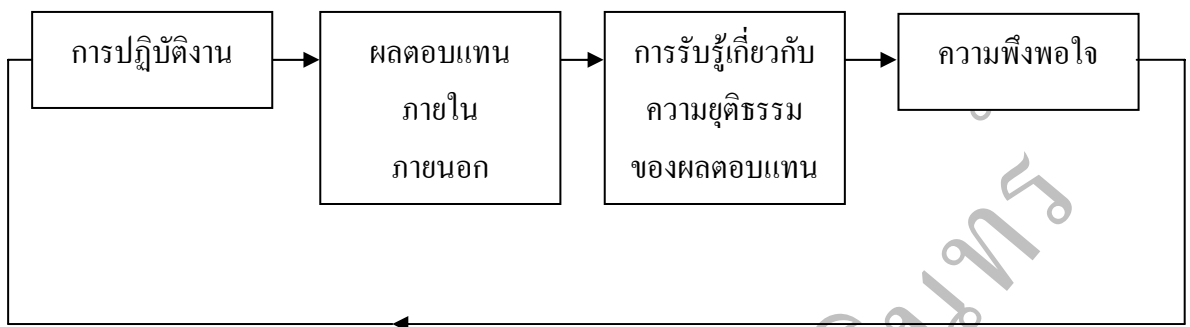 การปฏิบัติงาน
ผลตอบแทน
ภายใน
ภายนอก
การรับรู้เกี่ยวกับ
ความยุติธรรม
ของผลตอบแทน
ความพึงพอใจ